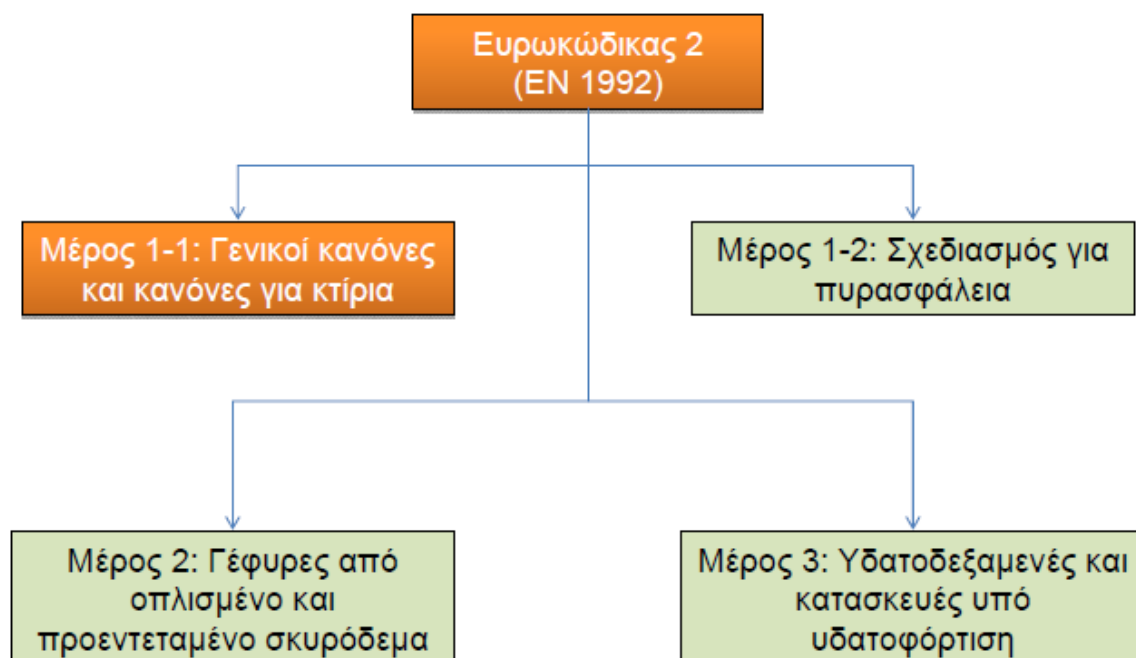 Ευρωκώδικας 2
(EN 1992)
Μέρος 1-1: Γενικοί κανόνες
και κανόνες για κτίρια
Μέρος 1-2: Σχεδιασμός για
πυρασφάλεια
Μέρος 2: Γέφυρες από
οπλισμένο και
προεντεταμένο σκυρόδεμα
Μέρος 3: Υδατοδεξαμενές και
κατασκευές υπό
υδατοφόρτιση